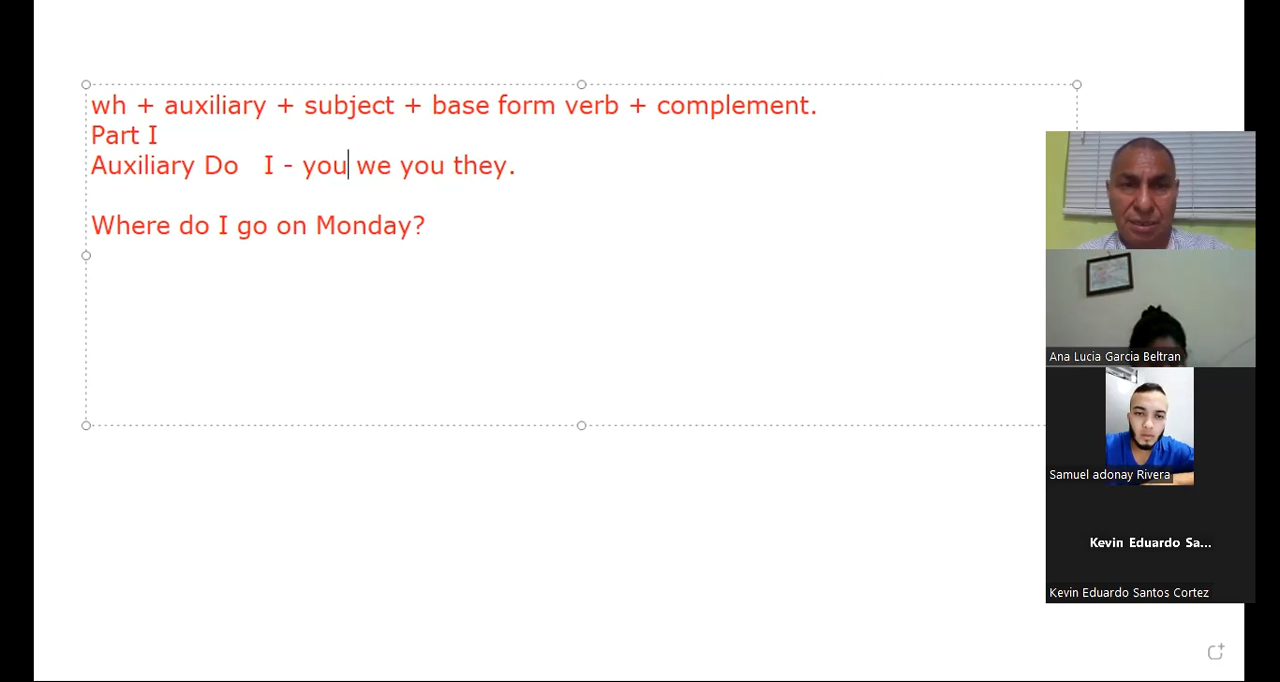 wh + auxiliary + subject + base form verb + complement.
Part I
Auxiliary Do   I - you we you they.
Where do I go on Monday?
Ana Lucia Garcia Beltran
Samuel adonay Rivera
Kevin Eduardo Sa...
Kevin Eduardo Santos Cortez